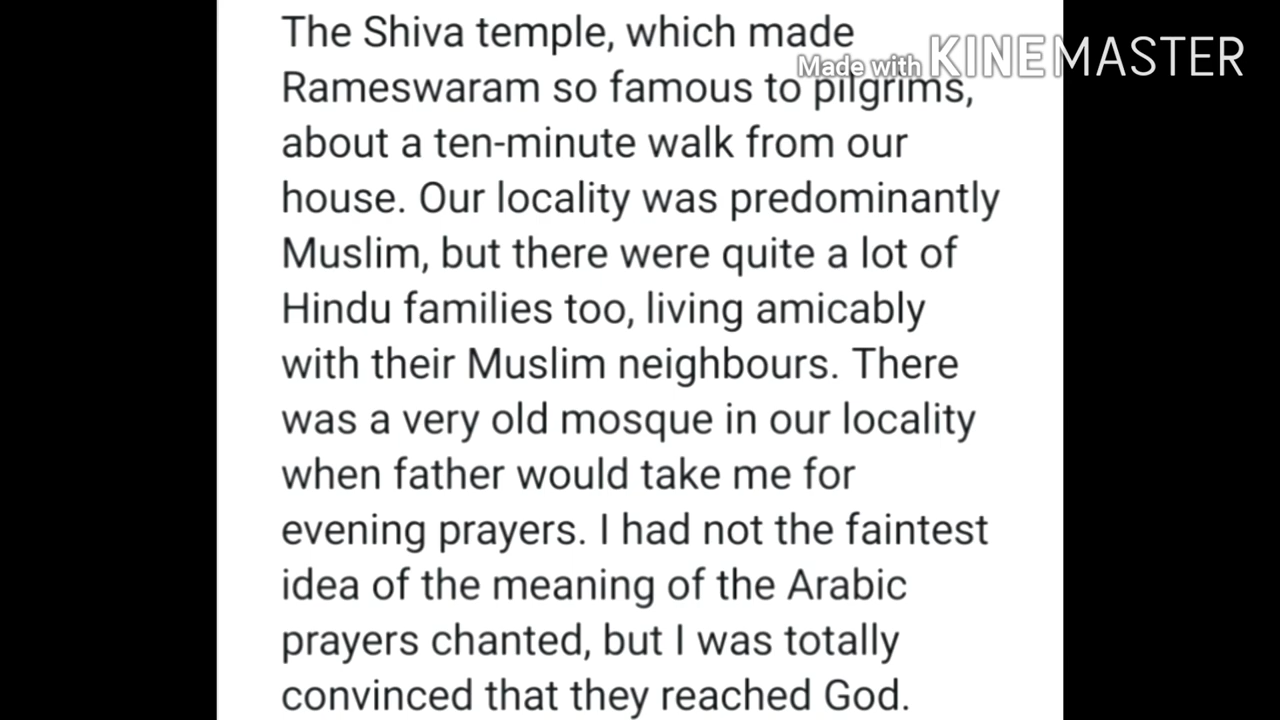 The Shiva temple, which made
Made with KINEMASTER
Rameswaram so famous to pilgrims,
about a ten-minute walk from our
house. Our locality was predominantly
Muslim, but there were quite a lot of
Hindu families too, living amicably
with their Muslim neighbours. There
was a very old mosque in our locality
when father would take me for
evening prayers. I had not the faintest
idea of the meaning of the Arabic
prayers chanted, but I was totally
convinced that they reached God.